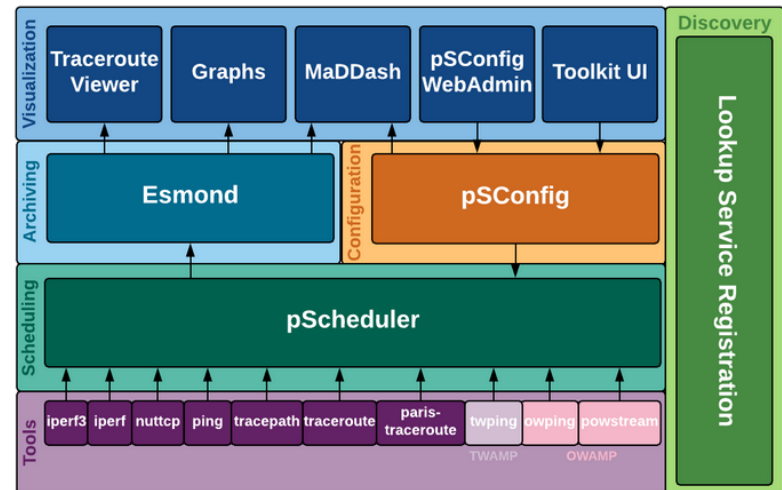 Discovery
Visualization
Traceroute
Viewer
Graphs
MaDDash
pSConfig
WebAdmin
Toolkit UI
Lookup Service Registration
Archiving
Esmond
Configuration
pSConfig
Scheduling
pScheduler
Tools
iperf3
iperf
nuttcp
ping
tracepath
traceroute
paris-
traceroute
twping
owping
powstream
TWAMP
OWAMP